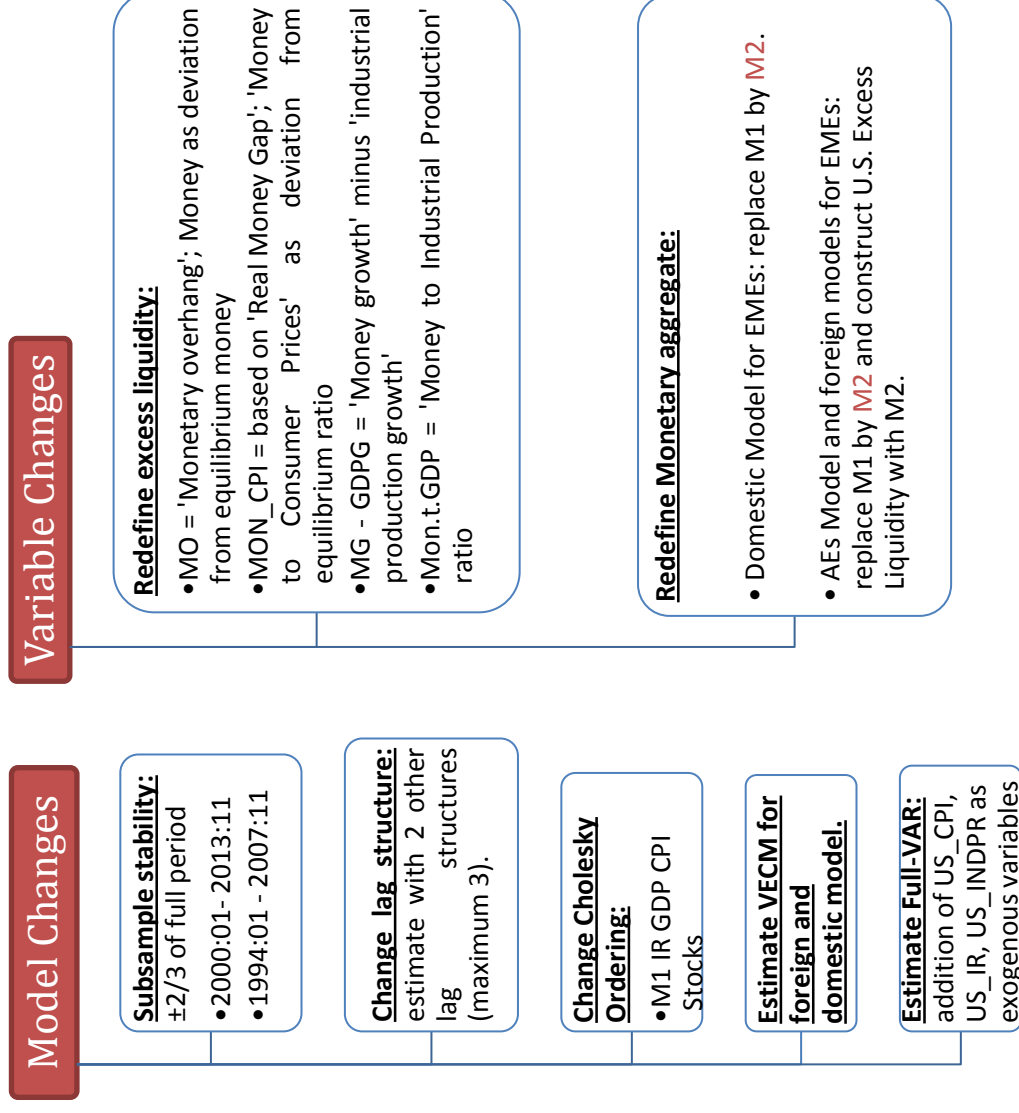 Model Changes
Subsample stability:
±2/3 of full period
•2000:01- 2013:11
•1994:01 - 2007:11
Change lag structure:
estimate with 2 other
lag structures
(maximum 3).
Change Cholesky
Ordering:
•M1 IR GDP CPI
Stocks
Estimate VECM for
foreign and
domestic model.
Estimate Full-VAR:
addition of US_CPI,
US_IR, US_INDPR as
exogenous variables
Variable Changes
Redefine excess liquidity:
•MO = 'Monetary overhang'; Money as deviation
from equilibrium money
•MON_CPI = based on 'Real Money Gap'; 'Money
to Consumer Prices' as deviation from
equilibrium ratio
•MG - GDPG = 'Money growth' minus 'industrial
production growth'
•Mon.t.GDP = 'Money to Industrial Production'
ratio
Redefine Monetary aggregate:
• Domestic Model for EMEs: replace M1 by M2.
• AEs Model and foreign models for EMEs:
replace M1 by M2 and construct U.S. Excess
Liquidity with M2.